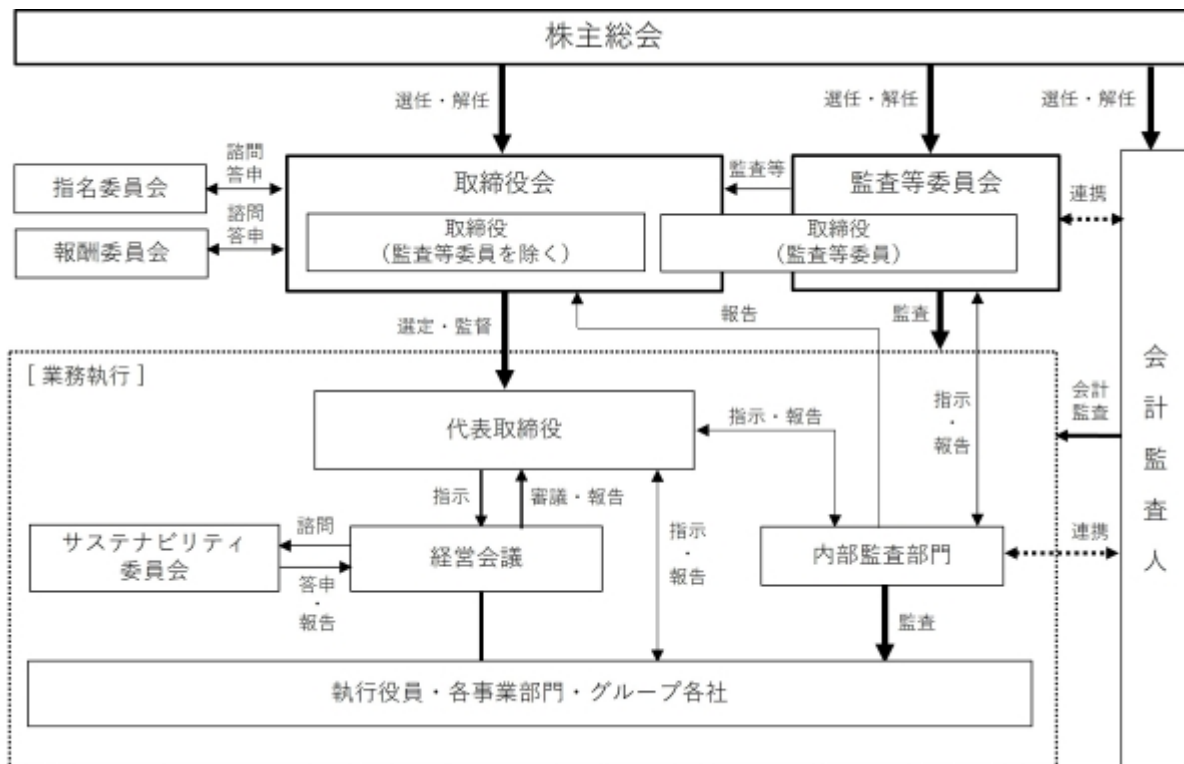 株主総会
選任・解任
選任・解任
選任・解任
諮問
答申
指名委員会
諮問
答申
報酬委員会
取締役会
取締役
（監査等委員を除く）
監査等
監査等委員会
取締役
（監査等委員）
連携
選定・監督
報告
監査
[ 業務執行 ]
代表取締役
指示・報告
指示
・
報告
会計
監査
会計監査人
指示
審議・報告
サステナビリティ
委員会
諮問
答申
・
報告
経営会議
指示
・
報告
内部監査部門
連携
監査
執行役員・各事業部門・グループ各社